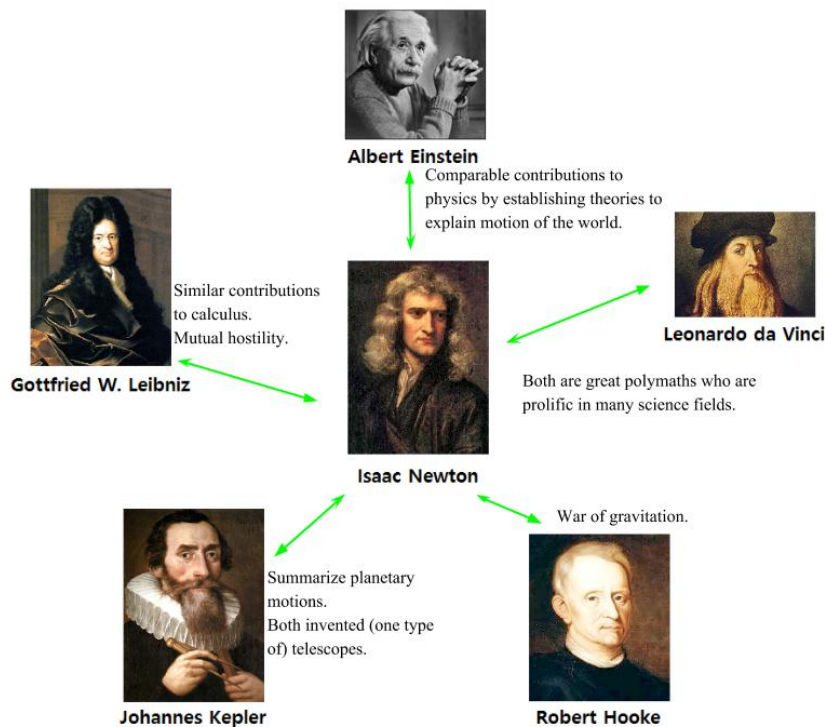 Albert Einstein
Comparable contributions to
physics by establishing theories to
explain motion of the world.
Similar contributions
to calculus.
Mutual hostility.
Gottfried W. Leibniz
Leonardo da Vinci
Both are great polymaths who are
prolific in many science fields.
Isaac Newton
War of gravitation.
Summarize planetary
motions.
Both invented (one type
of) telescopes.
Johannes Kepler
Robert Hooke